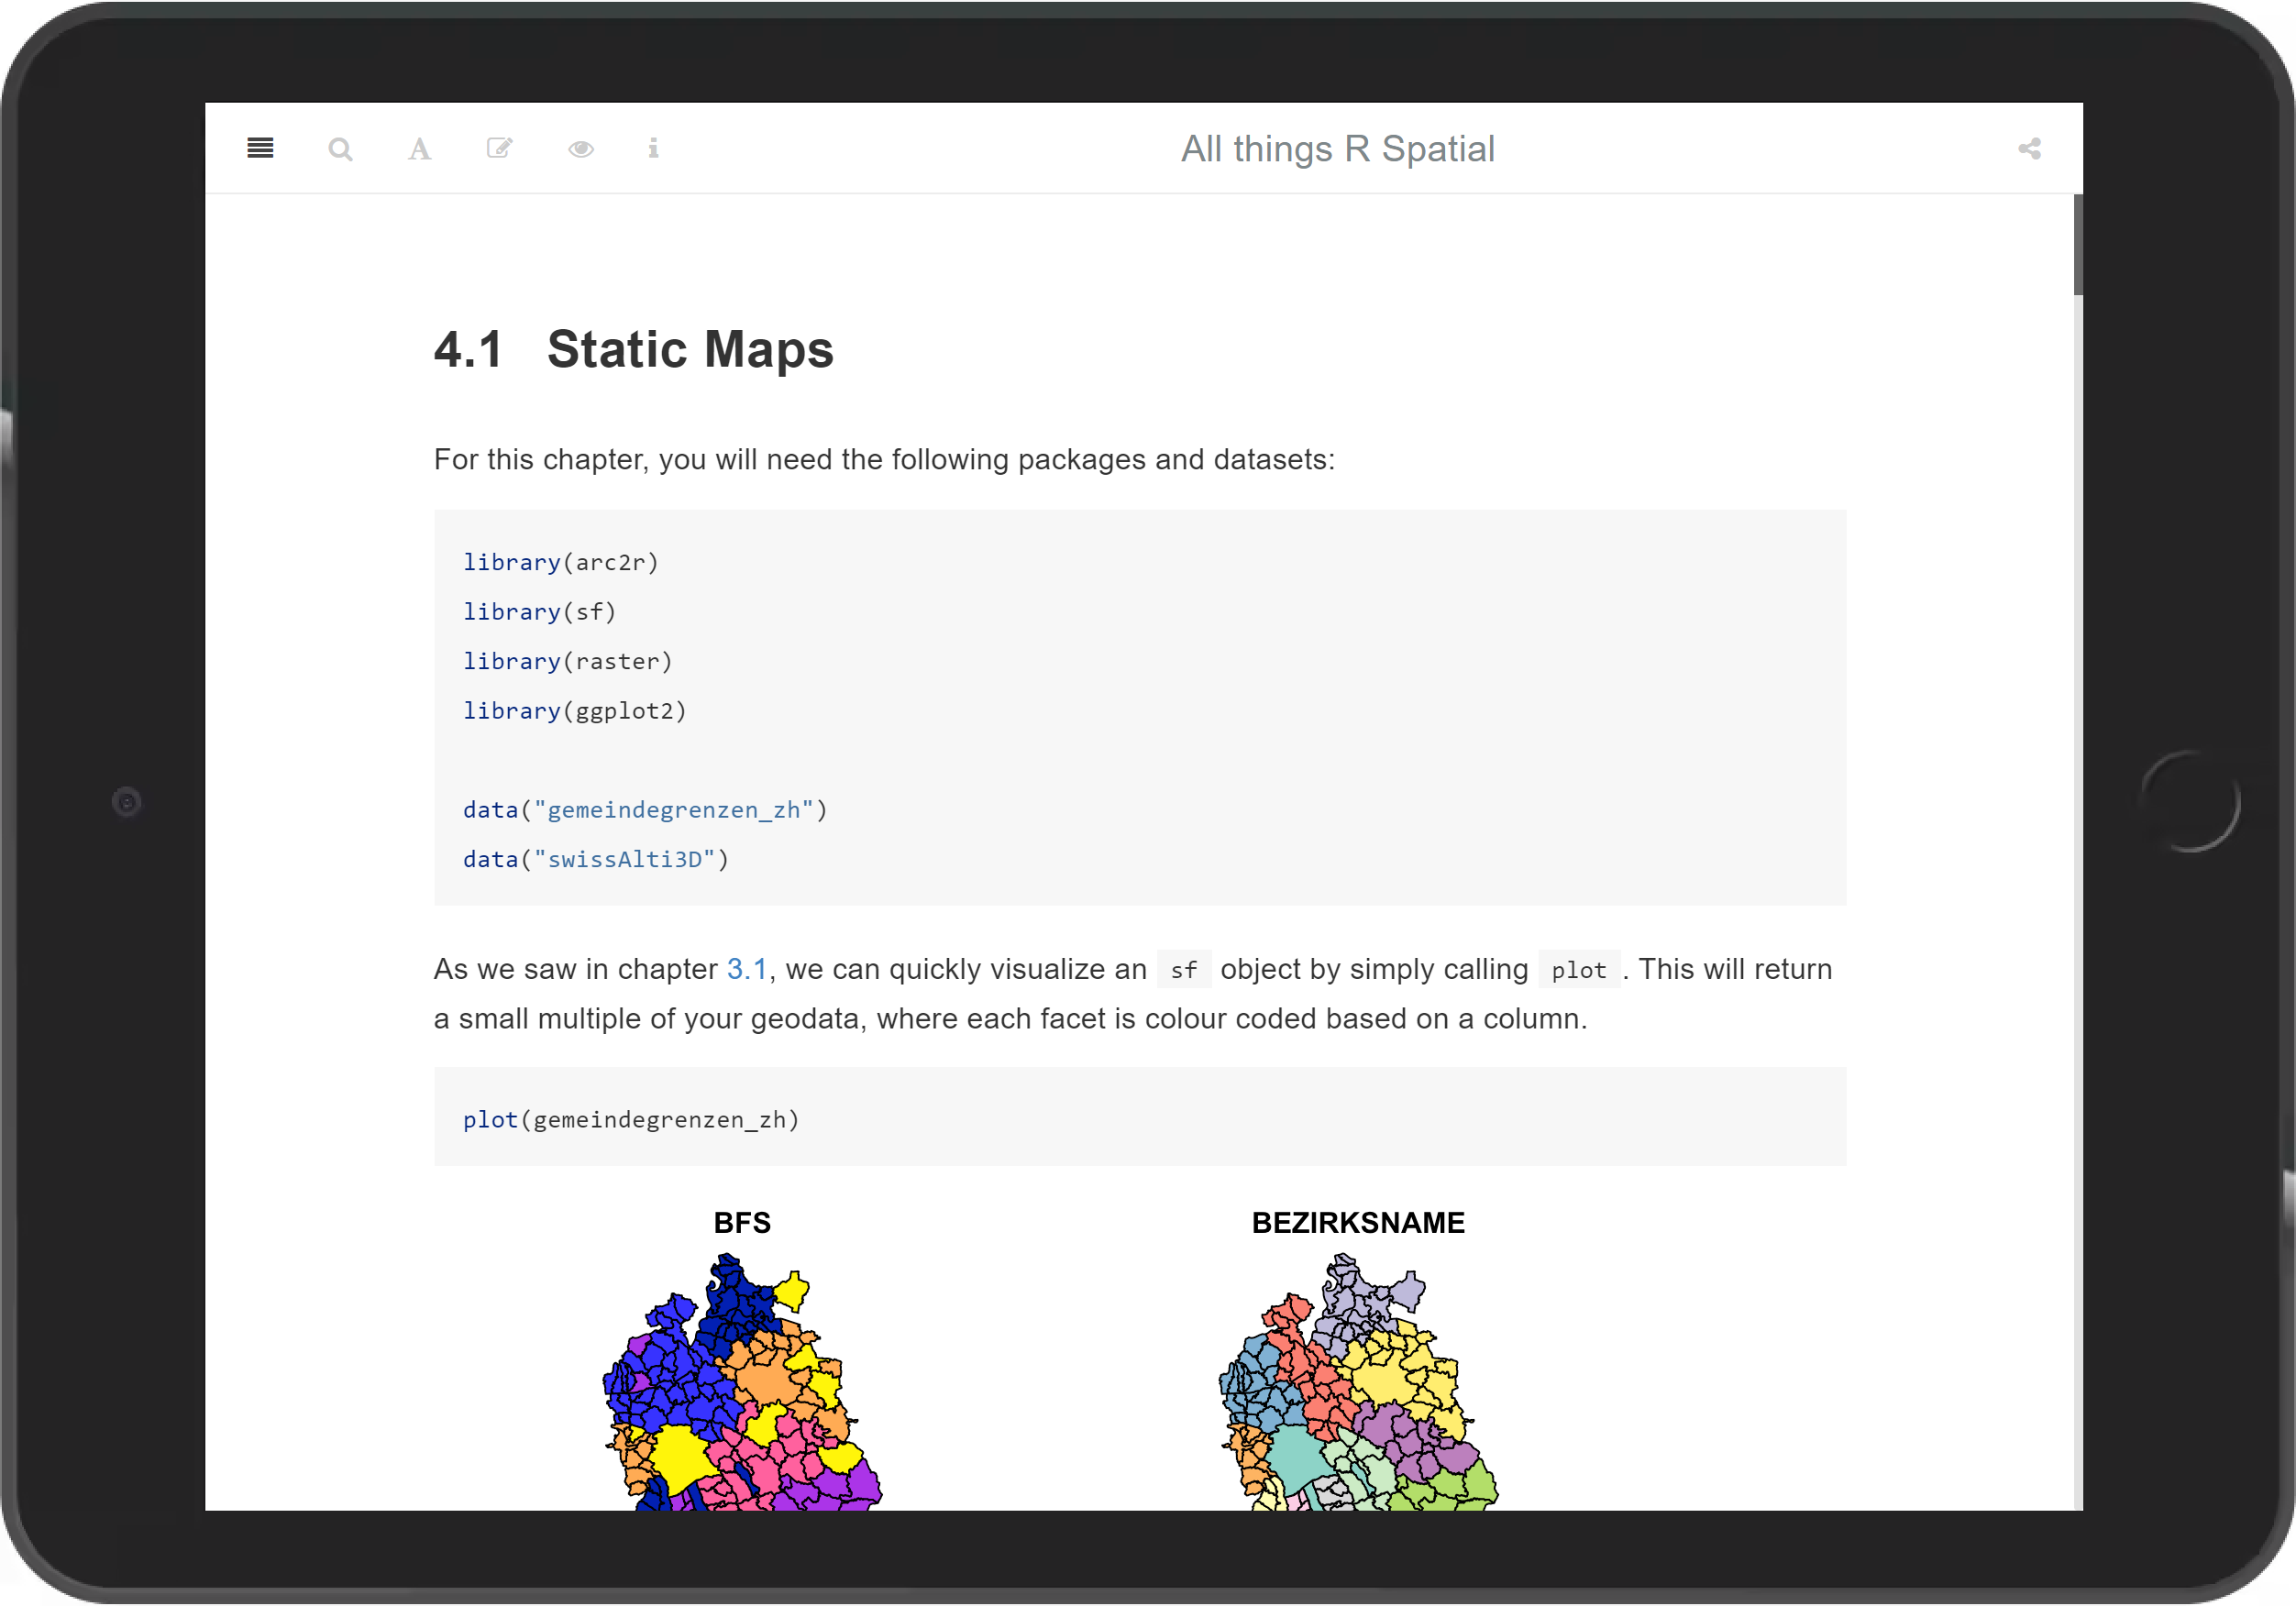 All things R Spatial
4.1 Static Maps
For this chapter, you will need the following packages and datasets:
library(arc2r)
library(sf)
library(raster)
library(ggplot2)
data("gemeindegrenzen_zh")
data("swissAlti3D")
As we saw in chapter 3.1, we can quickly visualize an sf object by simply calling plot . This will return
a small multiple of your geodata, where each facet is colour coded based on a column.
plot(gemeindegrenzen_zh)
BFS BEZIRKSNAME